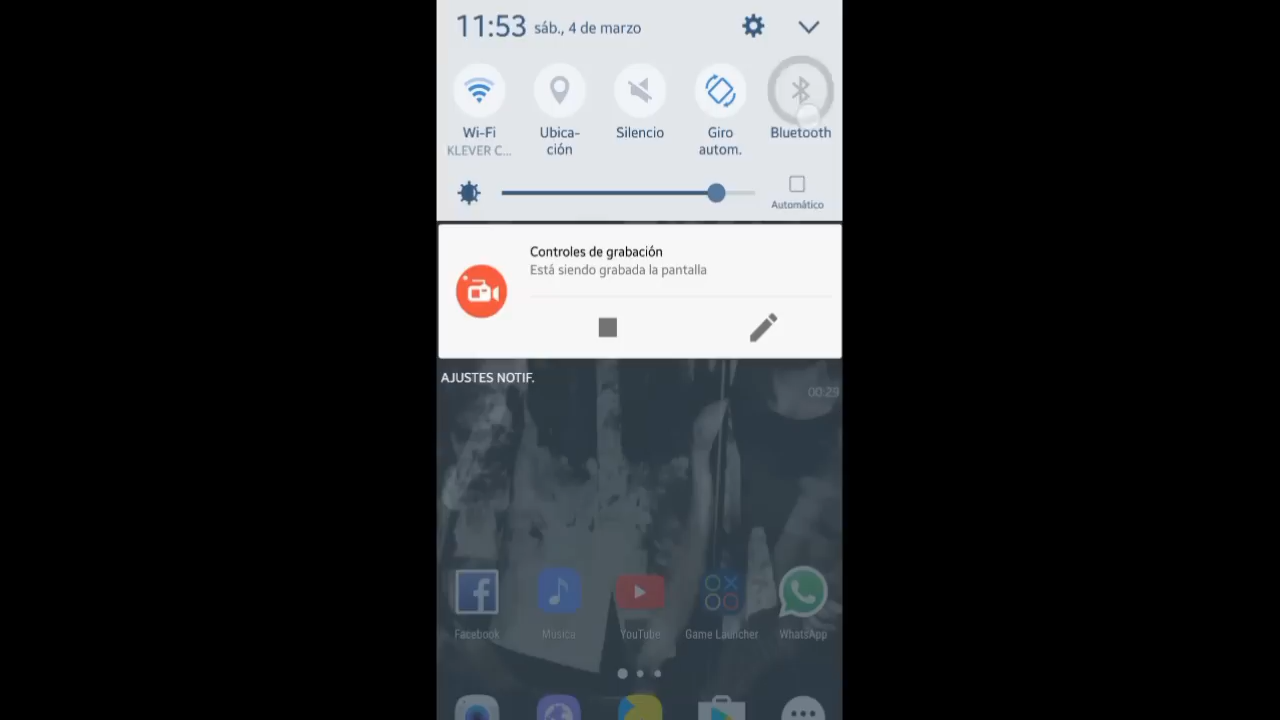 11:53 sáb., 4 de marzo
Wi-Fi
KLEVER C...
Ubica-
ción
Silencio
Giro
autom.
Bluetooth
Automático
Controles de grabación
Está siendo grabada la pantalla
AJUSTES NOTIF.
00:29
Facebook
Música
YouTube
Game Launcher
WhatsApp